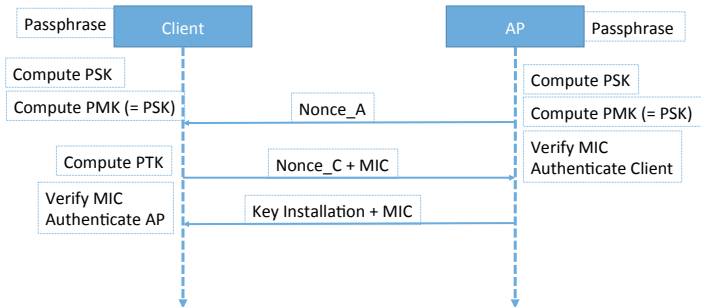 Passphrase
Client
AP
Passphrase
Compute PSK
Compute PSK
Compute PMK (= PSK)
Nonce_A
Compute PMK (= PSK)
Verify MIC
Authenticate Client
Compute PTK
Nonce_C + MIC
Verify MIC
Authenticate AP
Key Installation + MIC